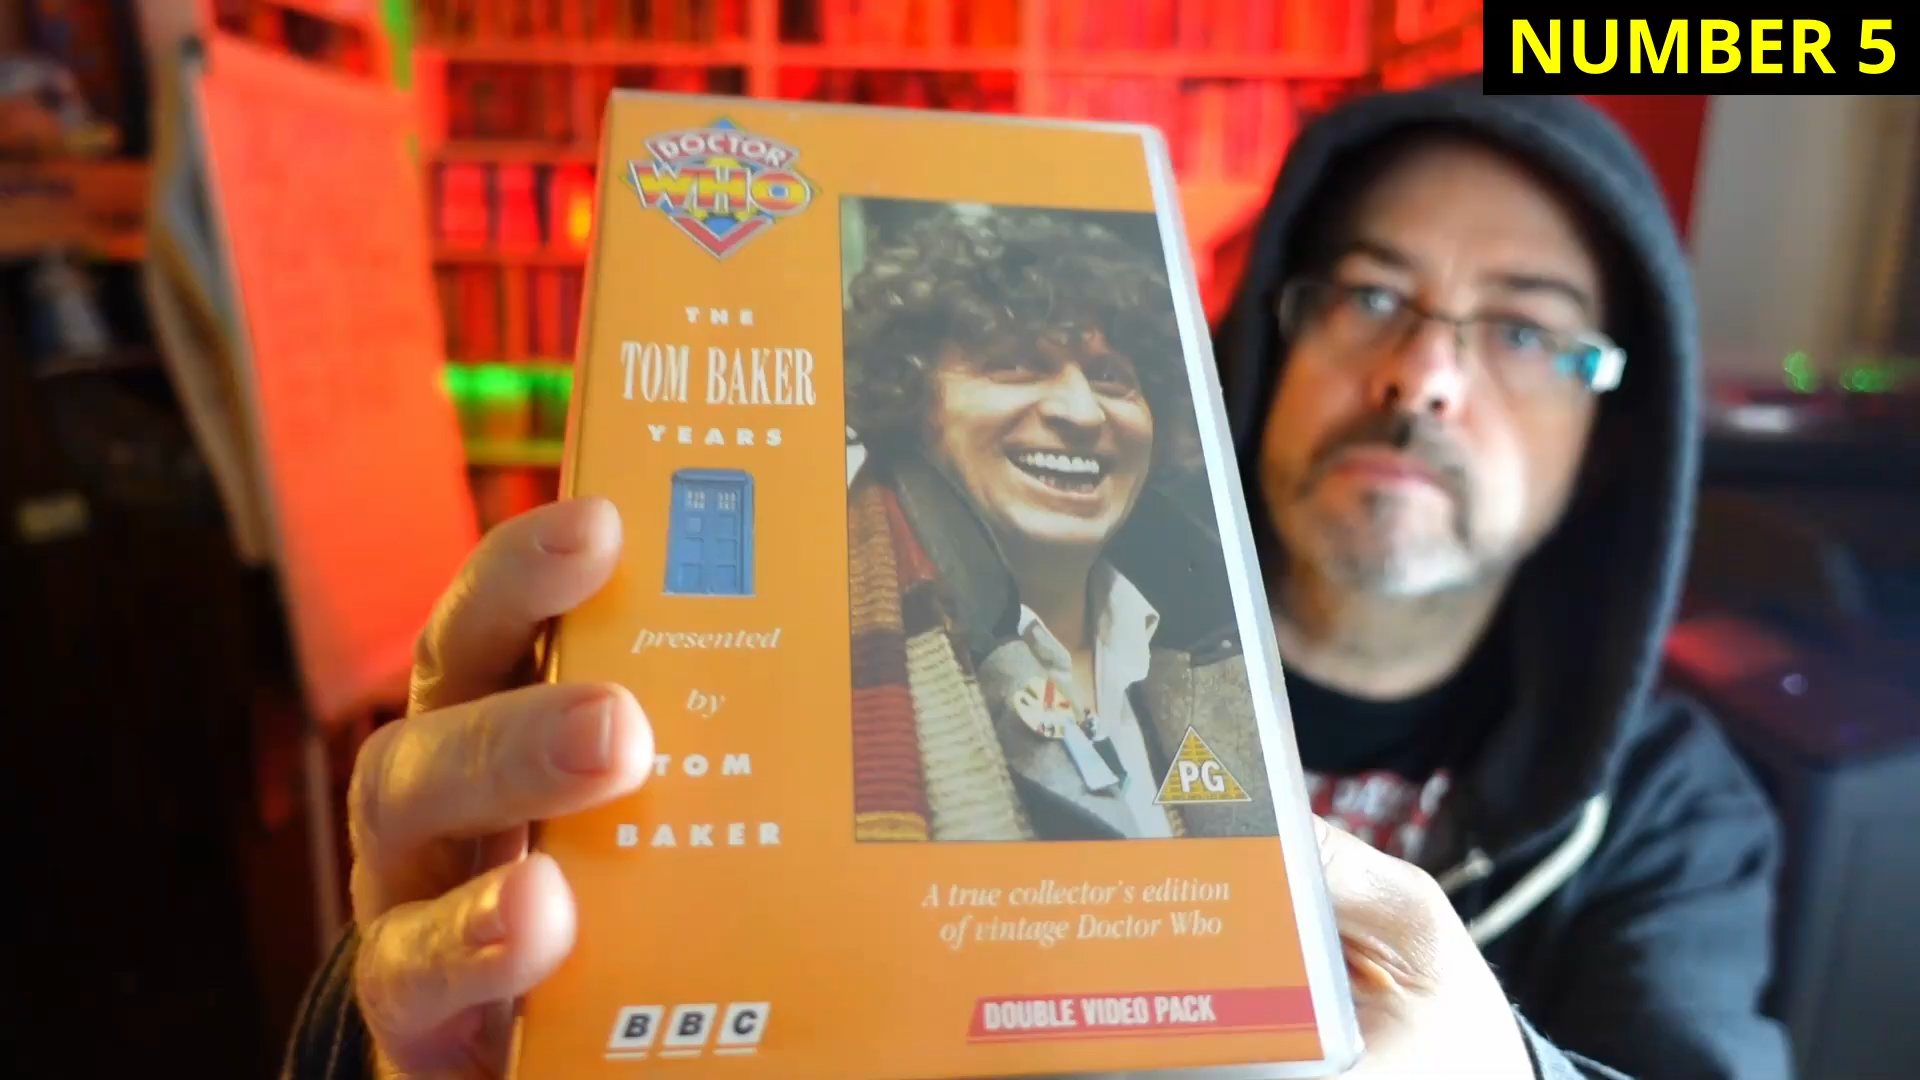 NUMBER 5
DOCTOR
WHO
THE
TOM BAKER
YEARS
presented
by
TOM
BAKER
PG
A true collector's edition
of vintage Doctor Who
DOUBLE VIDEO PACK
BBC